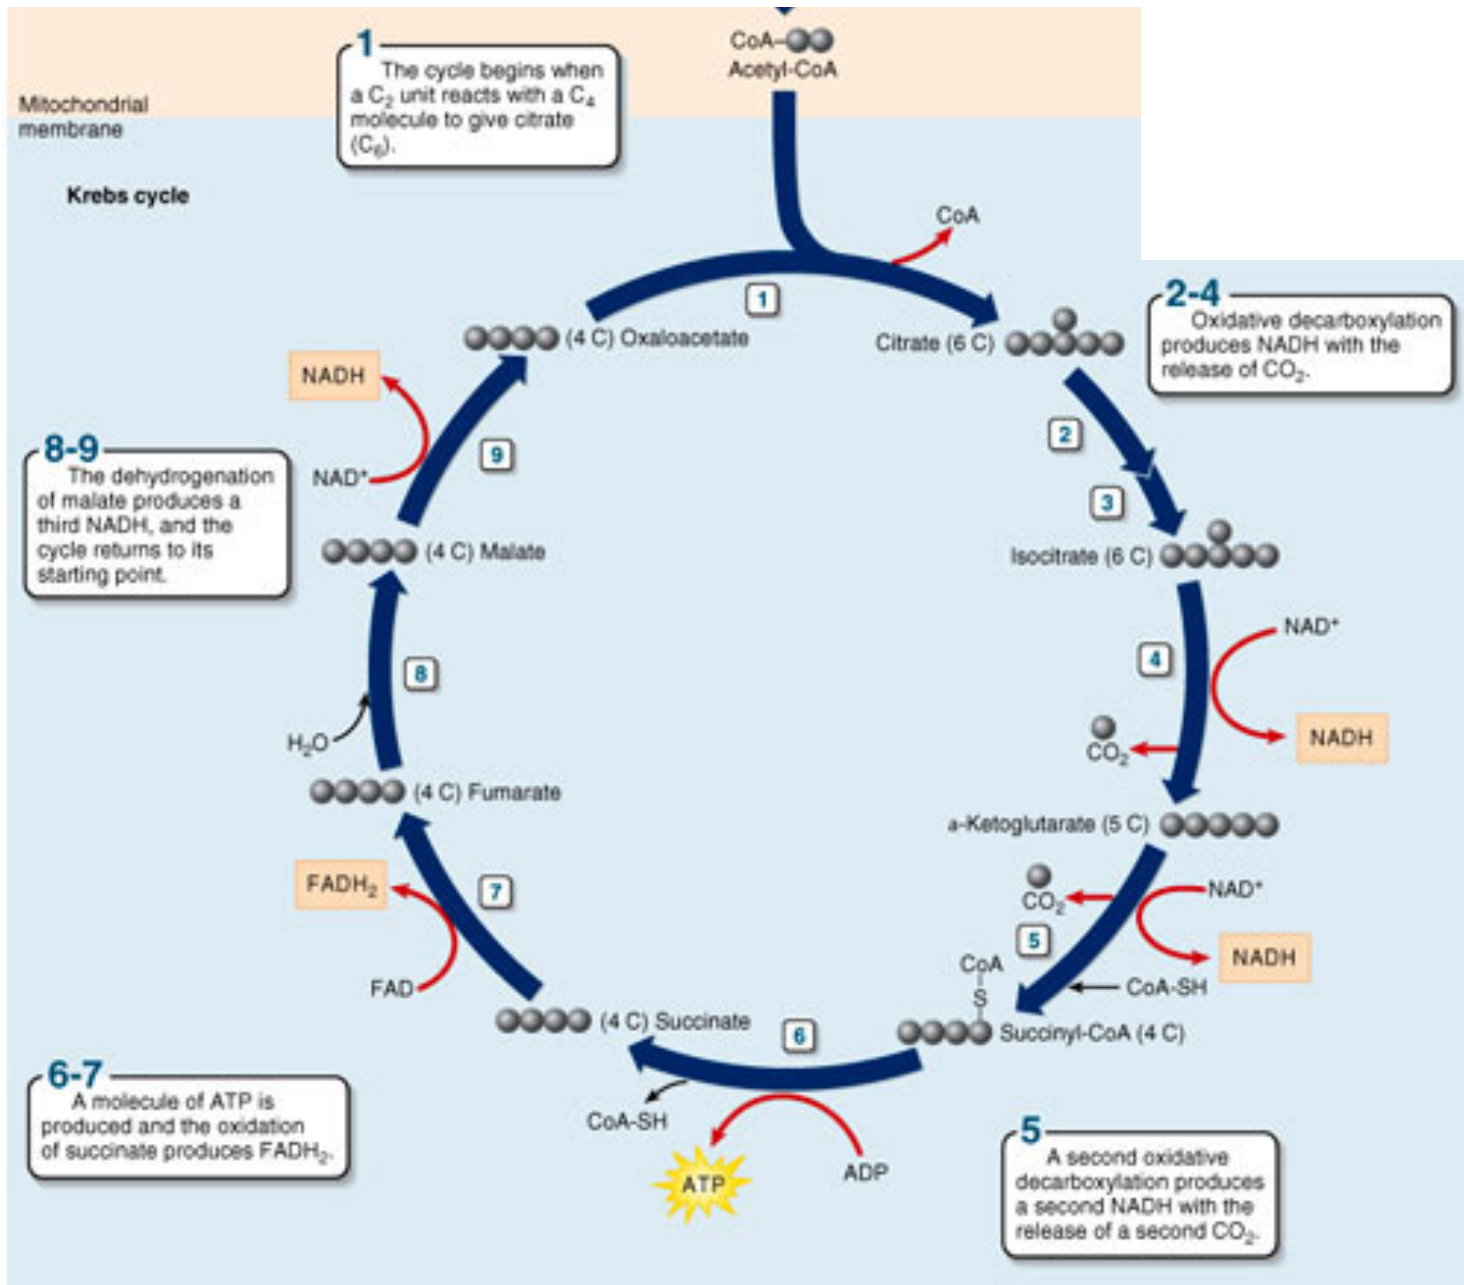 CoA–
Acetyl-CoA
1
The cycle begins when
a C₂ unit reacts with a C₄
molecule to give citrate
(C₆).
Mitochondrial
membrane
Krebs cycle
CoA
1
(4 C) Oxaloacetate
Citrate (6 C)
2-4
Oxidative decarboxylation
produces NADH with the
release of CO₂.
2
3
Isocitrate (6 C)
NAD⁺
4
NADH
CO₂
a-Ketoglutarate (5 C)
CO₂
NAD⁺
5
NADH
CoA
S
CoA-SH
Succinyl-CoA (4 C)
5
A second oxidative
decarboxylation produces
a second NADH with the
release of a second CO₂.
6
(4 C) Succinate
CoA-SH
ATP
ADP
6-7
A molecule of ATP is
produced and the oxidation
of succinate produces FADH₂.
7
FADH₂
FAD
(4 C) Fumarate
8
H₂O
(4 C) Malate
8-9
The dehydrogenation
of malate produces a
third NADH, and the
cycle returns to its
starting point.
9
NADH
NAD⁺